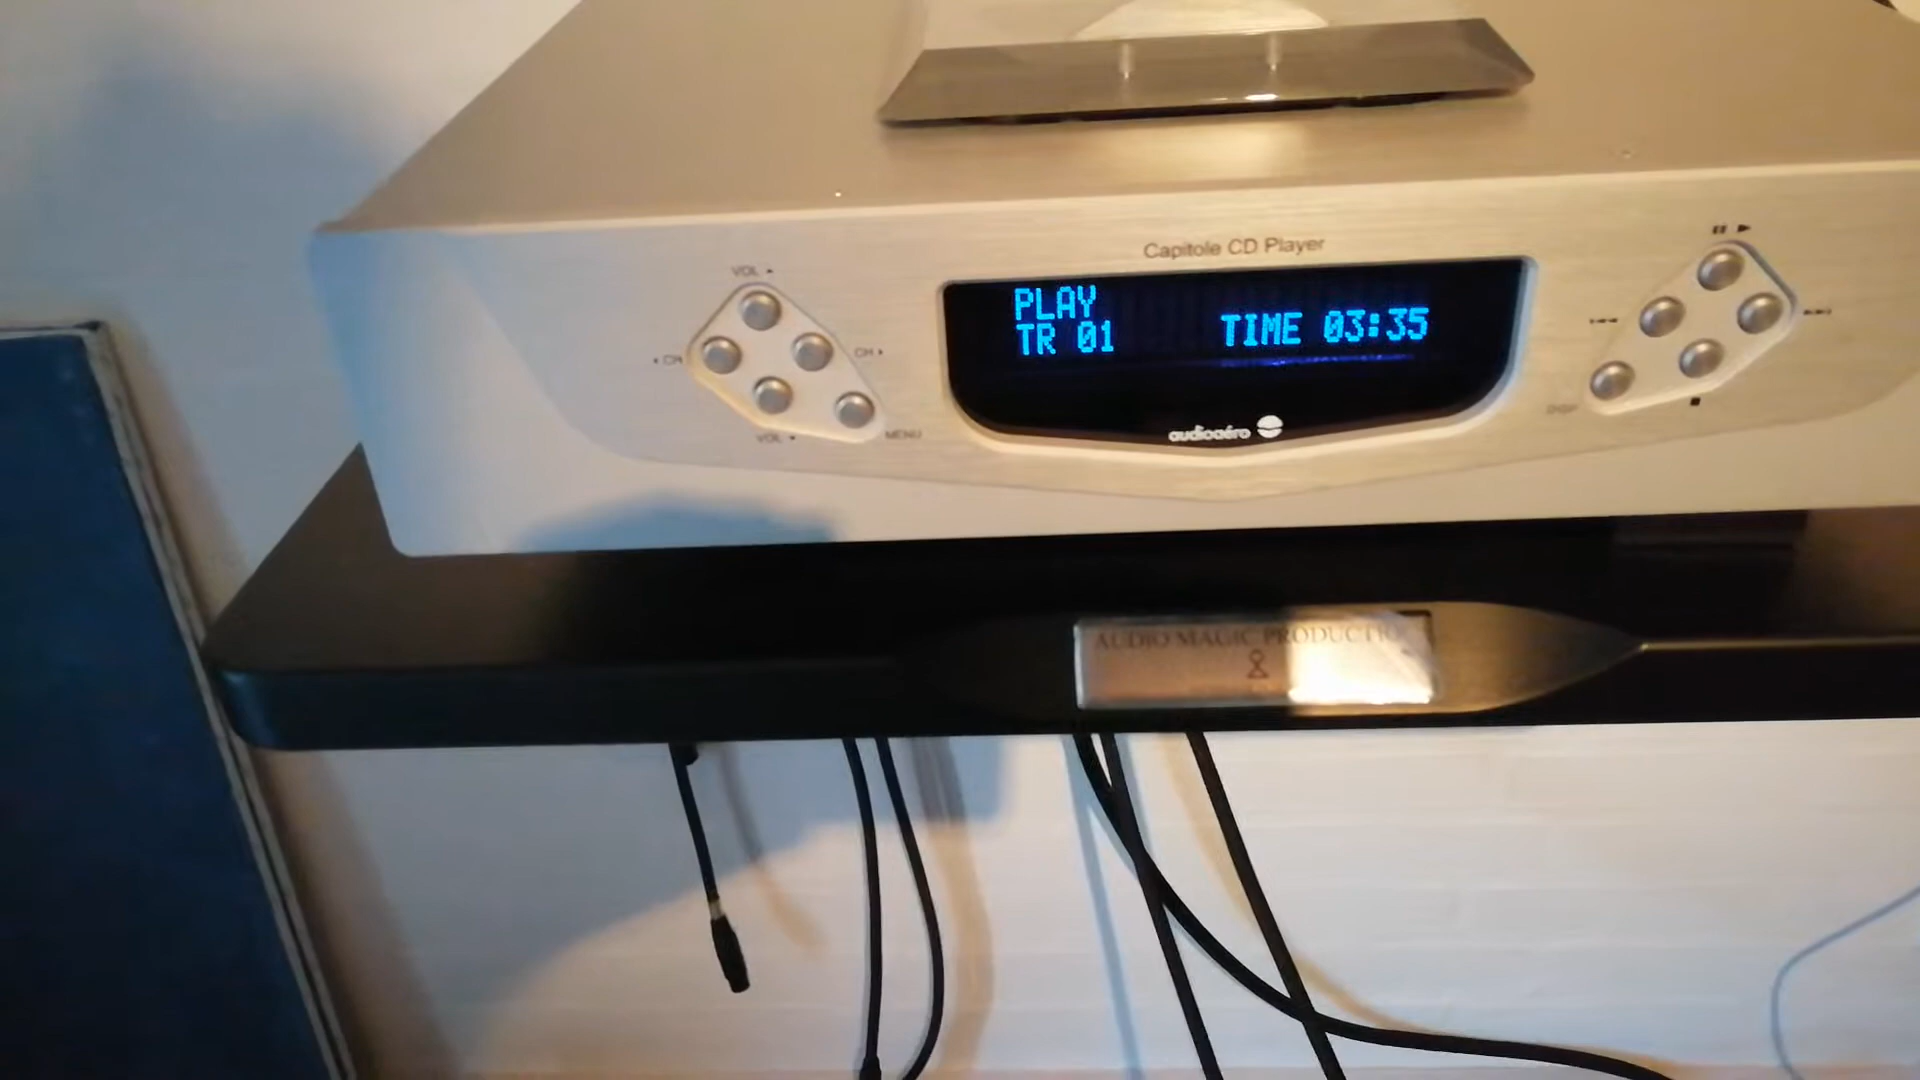 Capitole CD Player
VOL
CH
CH
VOL
MENU
PLAY
TR 01
TIME 03:35
audioaéro
DISP
AUDIO MAGIC PRODUCTIO